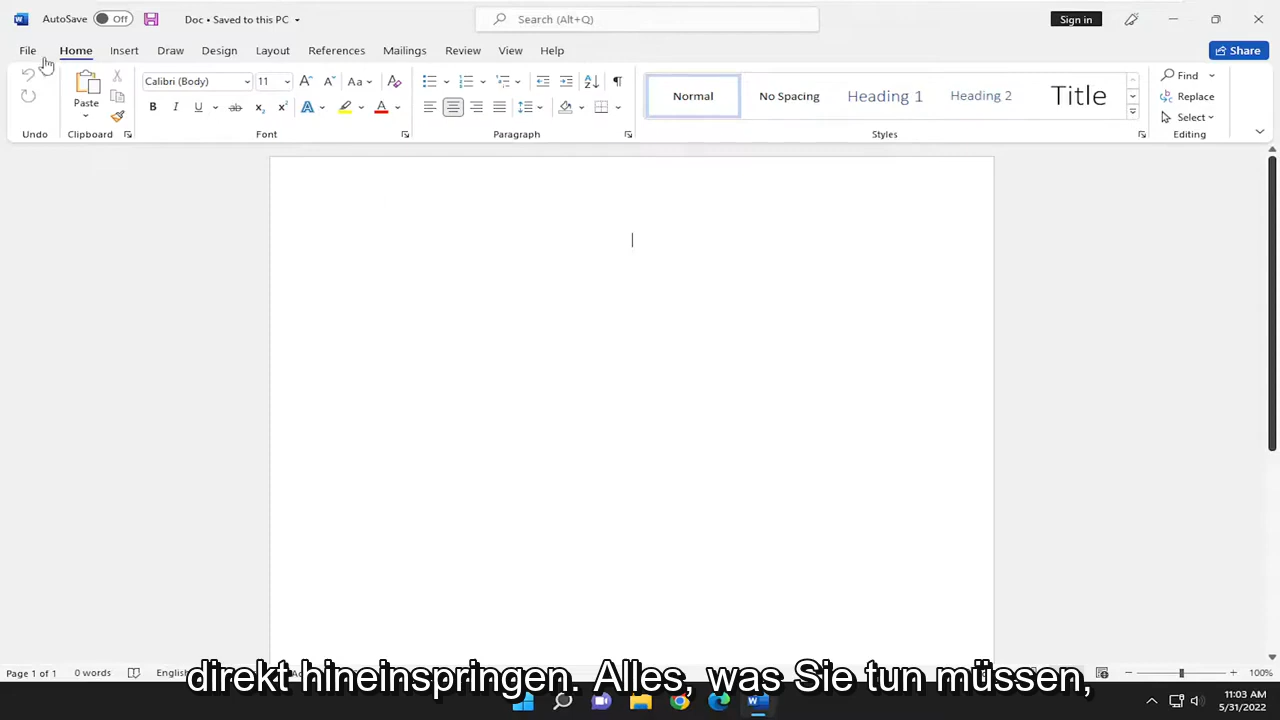 AutoSave Off Doc • Saved to this PC Search (Alt+Q) Sign in
File Home Insert Draw Design Layout References Mailings Review View Help Share
Paste Calibri (Body) 11 Aa Normal No Spacing Heading 1 Heading 2 Title Find
Replace
Select
Undo Clipboard Font Paragraph Styles Editing
Page 1 of 1 0 words English 100%
direkt hineinspringen. Alles, was Sie tun müssen,
11:03 AM
5/31/2022